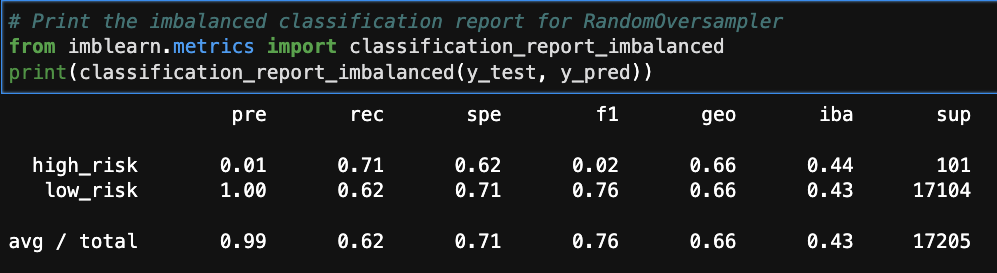 # Print the imbalanced classification report for RandomOversampler
from imblearn.metrics import classification_report_imbalanced
print(classification_report_imbalanced(y_test, y_pred))
pre rec spe f1 geo iba sup
high_risk 0.01 0.71 0.62 0.02 0.66 0.44 101
low_risk 1.00 0.62 0.71 0.76 0.66 0.43 17104
avg / total 0.99 0.62 0.71 0.76 0.66 0.43 17205